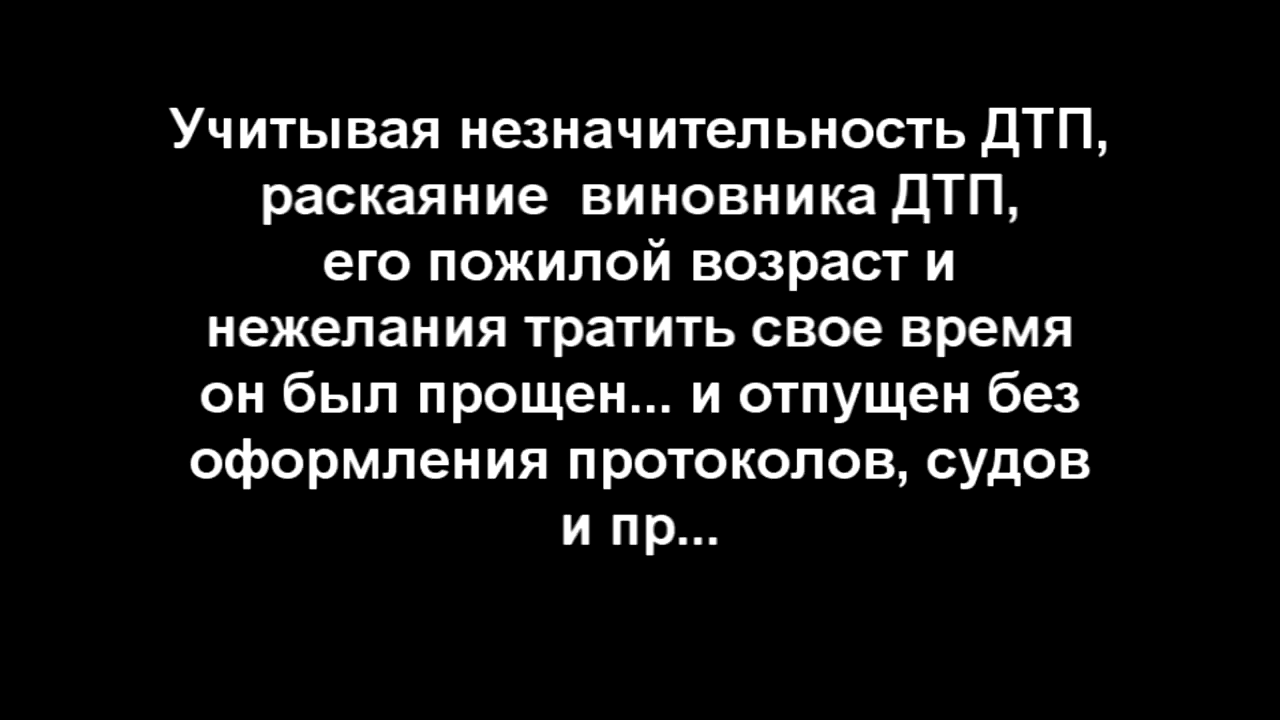 Учитывая незначительность ДТП,
раскаяние  виновника ДТП,
его пожилой возраст и
нежелания тратить свое время
он был прощен... и отпущен без
оформления протоколов, судов
и пр...